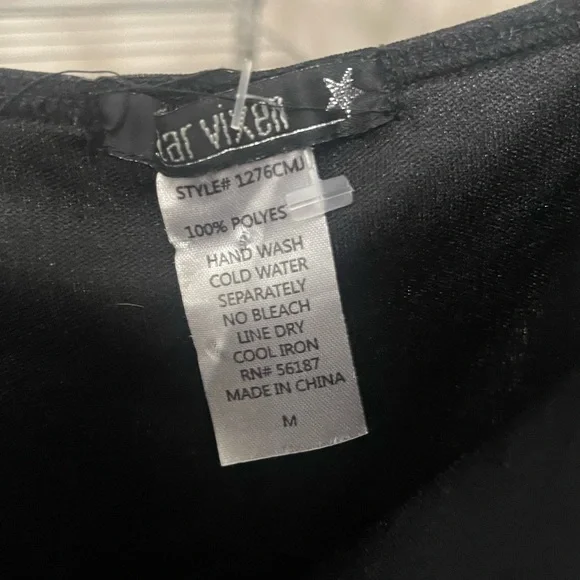 ar vixen
STYLE# 1276CMJ
100% POLYES
HAND WASH
COLD WATER
SEPARATELY
NO BLEACH
LINE DRY
COOL IRON
RN# 56187
MADE IN CHINA
M